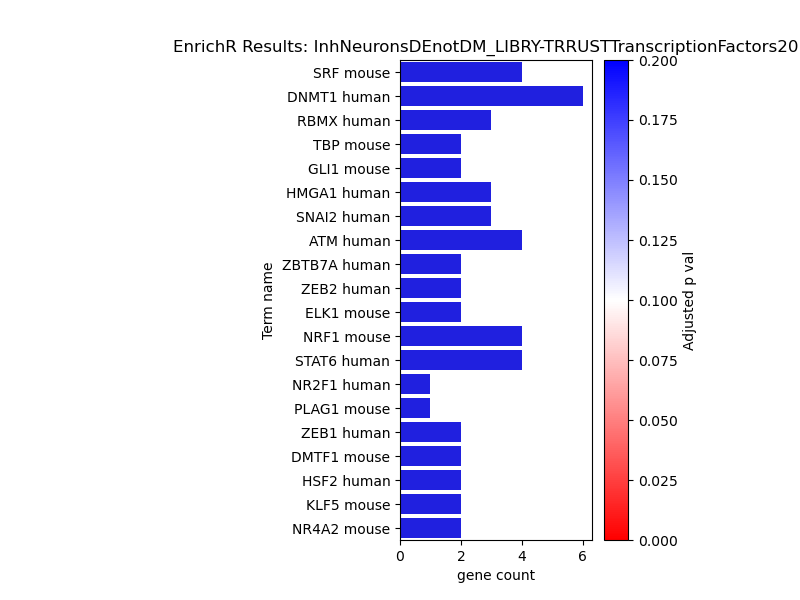 EnrichR Results: InhNeuronsDEnotDM_LIBRY-TRRUSTTranscriptionFactors20
SRF mouse
DNMT1 human
RBMX human
TBP mouse
GLI1 mouse
HMGA1 human
SNAI2 human
ATM human
ZBTB7A human
ZEB2 human
ELK1 mouse
NRF1 mouse
STAT6 human
NR2F1 human
PLAG1 mouse
ZEB1 human
DMTF1 mouse
HSF2 human
KLF5 mouse
NR4A2 mouse
Term name
0 2 4 6
gene count
0.200
0.175
0.150
0.125
0.100
0.075
0.050
0.025
0.000
Adjusted p val